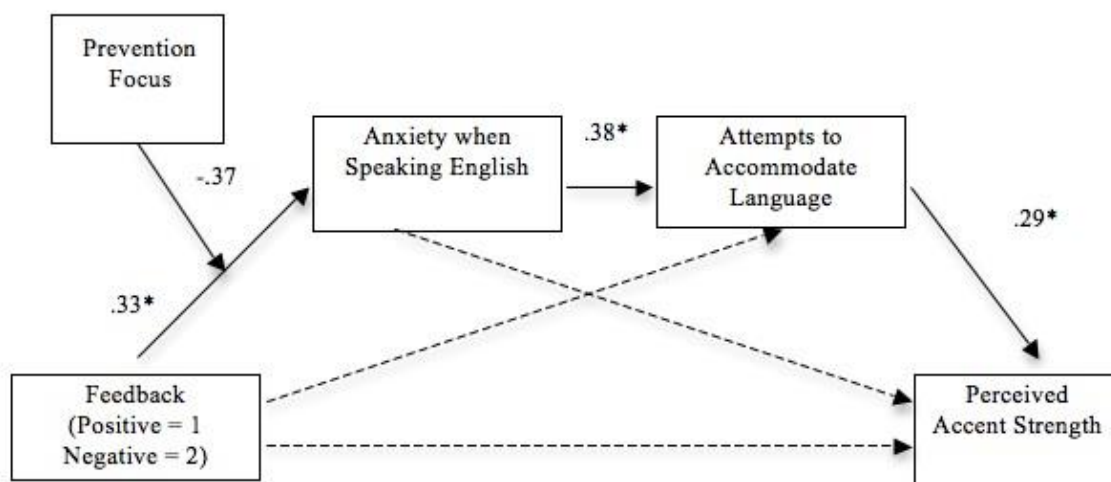 Prevention
Focus
-.37
.33*
Anxiety when
Speaking English
.38*
Attempts to
Accommodate
Language
.29*
Feedback
(Positive = 1
Negative = 2)
Perceived
Accent Strength